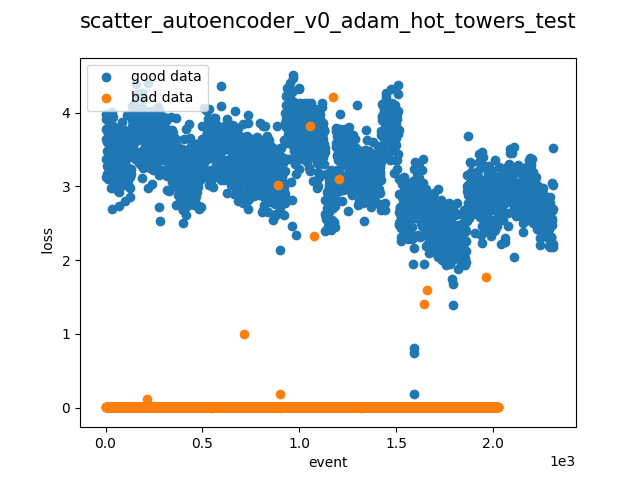 scatter_autoencoder_v0_adam_hot_towers_test
good data
bad data
4
3
2
1
0
loss
0.0 0.5 1.0 1.5 2.0
event
1e3